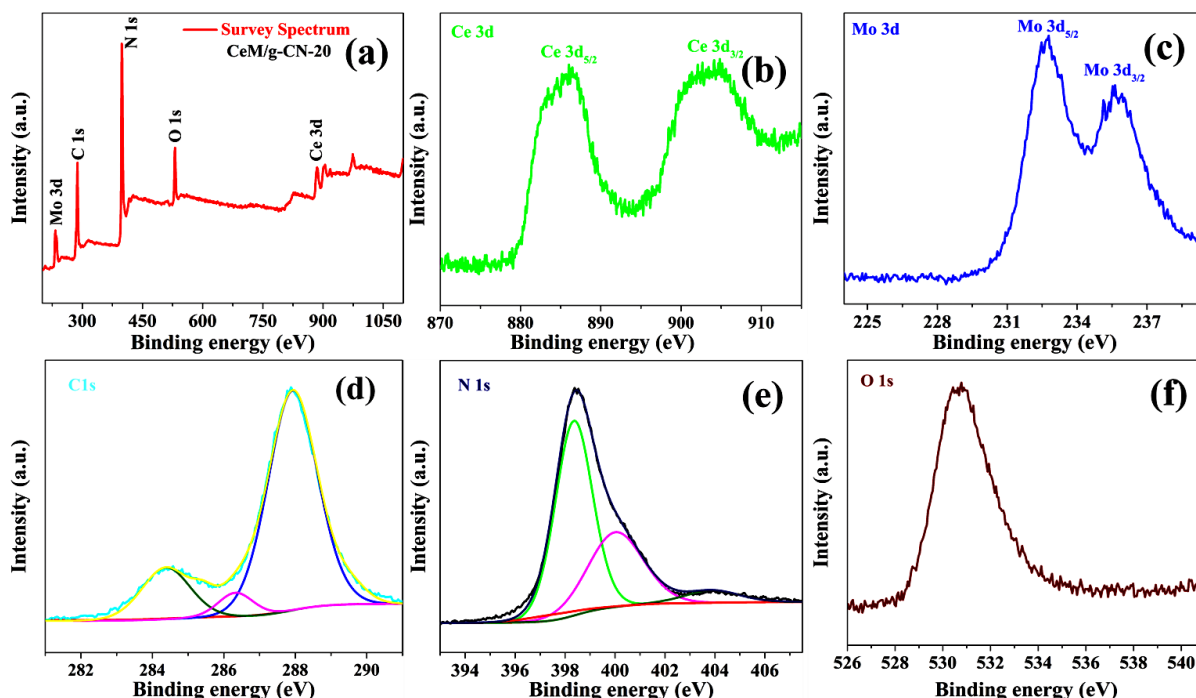 Survey Spectrum
CeM/g-CN-20
(a)
Mo 3d
C 1s
N 1s
O 1s
Ce 3d
Intensity (a.u.)
300 450 600 750 900 1050
Binding energy (eV)
Ce 3d
Ce 3d5/2
Ce 3d3/2
(b)
Intensity (a.u.)
870 880 890 900 910
Binding energy (eV)
Mo 3d
Mo 3d5/2
Mo 3d3/2
(c)
Intensity (a.u.)
225 228 231 234 237
Binding energy (eV)
C1s
(d)
Intensity (a.u.)
282 284 286 288 290
Binding energy (eV)
N 1s
(e)
Intensity (a.u.)
394 396 398 400 402 404 406
Binding energy (eV)
O 1s
(f)
Intensity (a.u.)
526 528 530 532 534 536 538 540
Binding energy (eV)